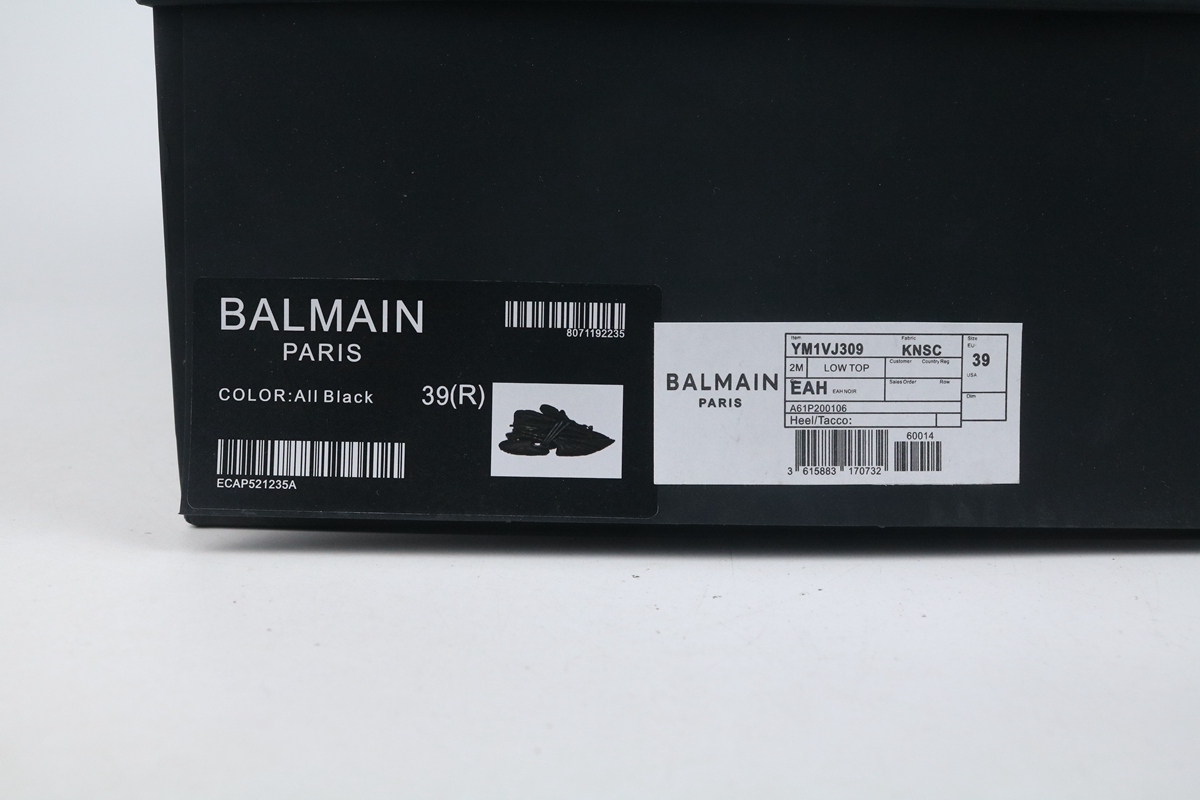 BALMAIN
PARIS
8071192235
COLOR:All Black
39(R)
ECAP521235A
BALMAIN
PARIS
Item
YM1VJ309
Fabric
KNSC
Size
EU-
39
USA
2M
LOW TOP
Customer
Country Reg
EAH
EAH NOIR
Sales Order
Row
Dim
A61P200106
Heel/Tacco:
60014
3 615883 170732